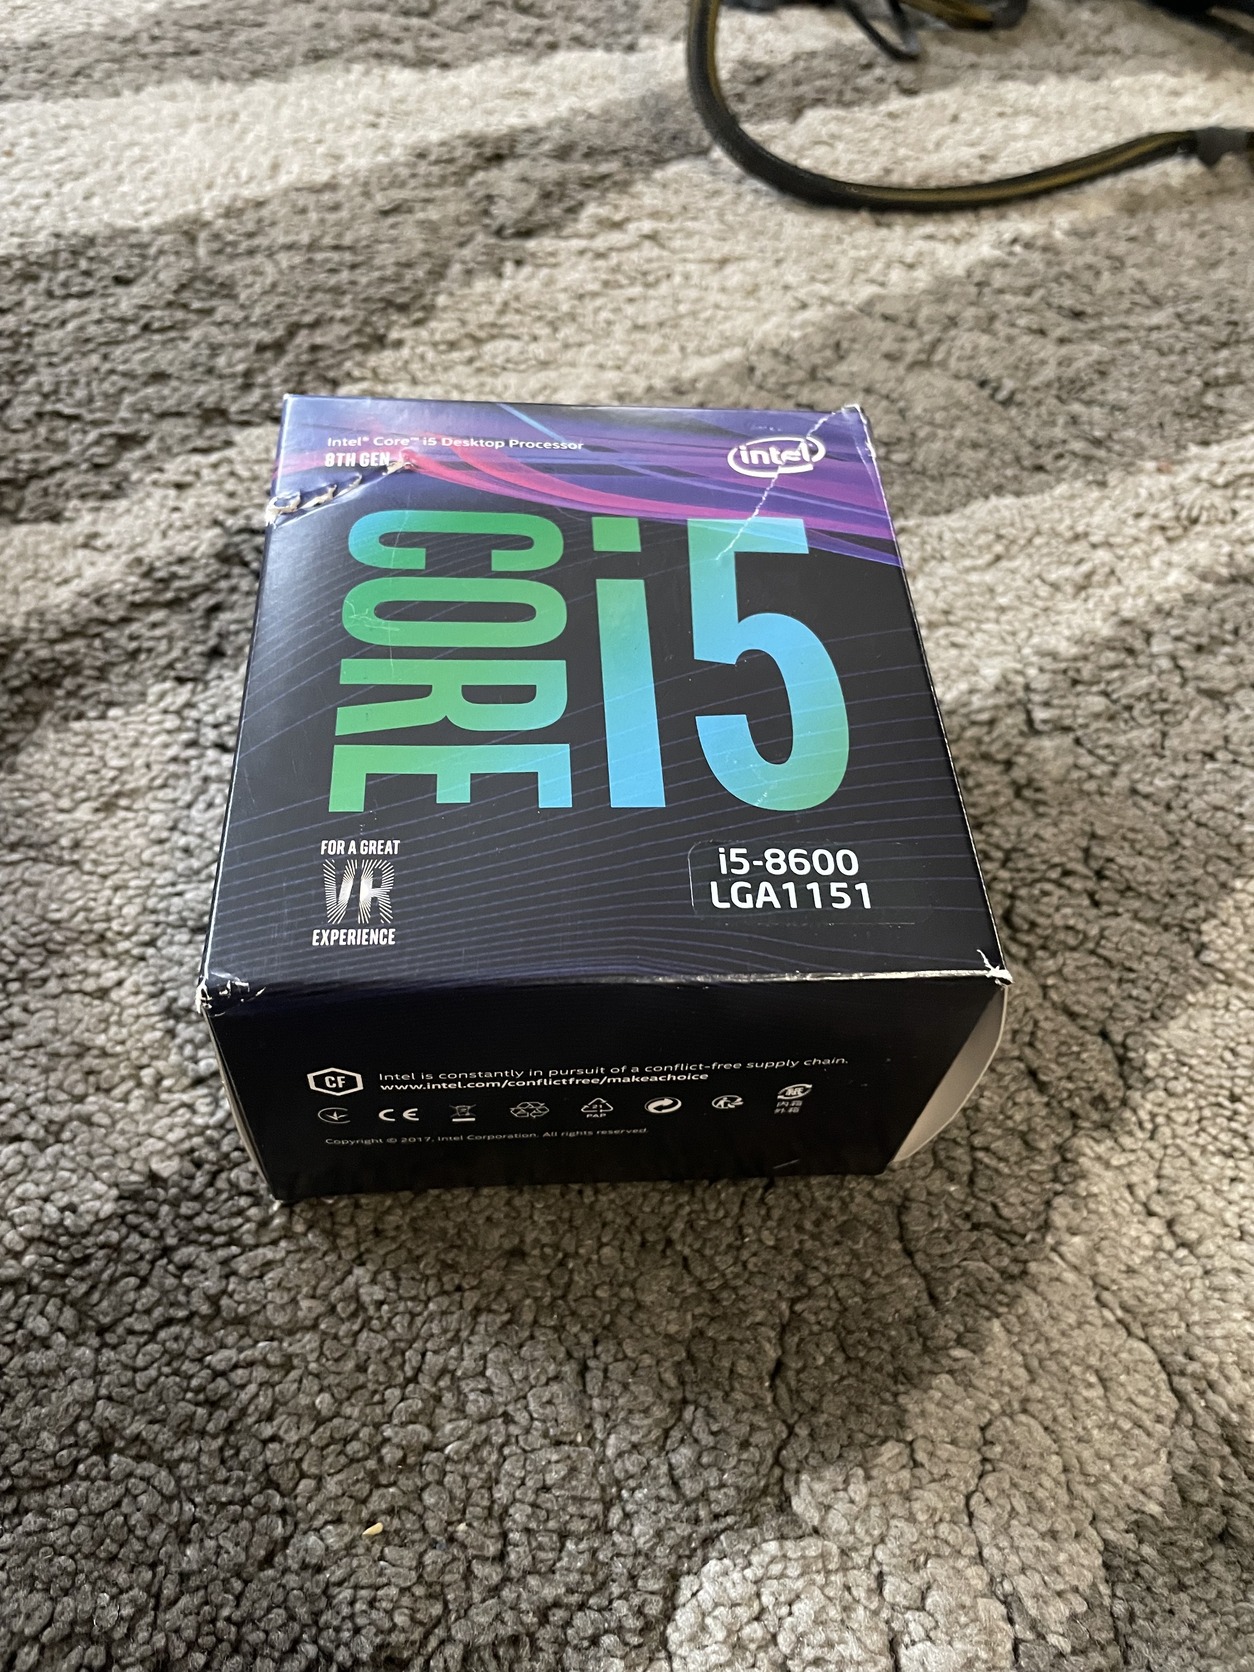 Intel® Core™ i5 Desktop Processor
8TH GEN
intel
CORE i5
FOR A GREAT
VR
EXPERIENCE
i5-8600
LGA1151
CF
Intel is constantly in pursuit of a conflict-free supply chain.
www.intel.com/conflictfree/makeachoice
CE
21
PAP
Copyright © 2017, Intel Corporation. All rights reserved.